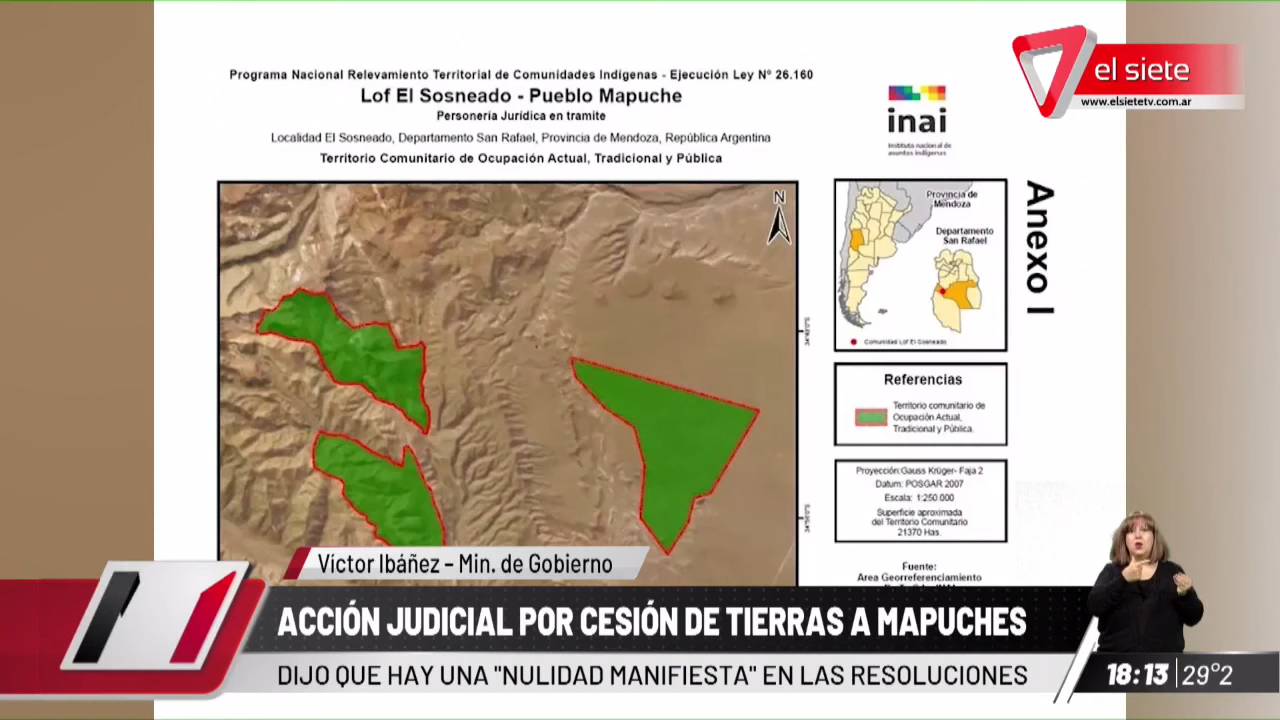 Programa Nacional Relevamiento Territorial de Comunidades Indígenas - Ejecución Ley Nº 26.160
Lof El Sosneado - Pueblo Mapuche
Personería Jurídica en tramite
Localidad El Sosneado, Departamento San Rafael, Provincia de Mendoza, República Argentina
Territorio Comunitario de Ocupación Actual, Tradicional y Pública
inai
instituto nacional de
asuntos indígenas
el siete
www.elsietetv.com.ar
N
Provincia de
Mendoza
Departamento
San Rafael
Comunidad Lof El Sosneado
Anexo I
Referencias
Territorio comunitario de
Ocupación Actual,
Tradicional y Pública.
Proyección:Gauss Krüger- Faja 2
Datum: POSGAR 2007
Escala: 1:250.000
Superficie aproximada
del Territorio Comunitario
21370 Has.
Fuente:
Area Georreferenciamiento
Víctor Ibáñez – Min. de Gobierno
ACCIÓN JUDICIAL POR CESIÓN DE TIERRAS A MAPUCHES
DIJO QUE HAY UNA "NULIDAD MANIFIESTA" EN LAS RESOLUCIONES
18:13 29°2